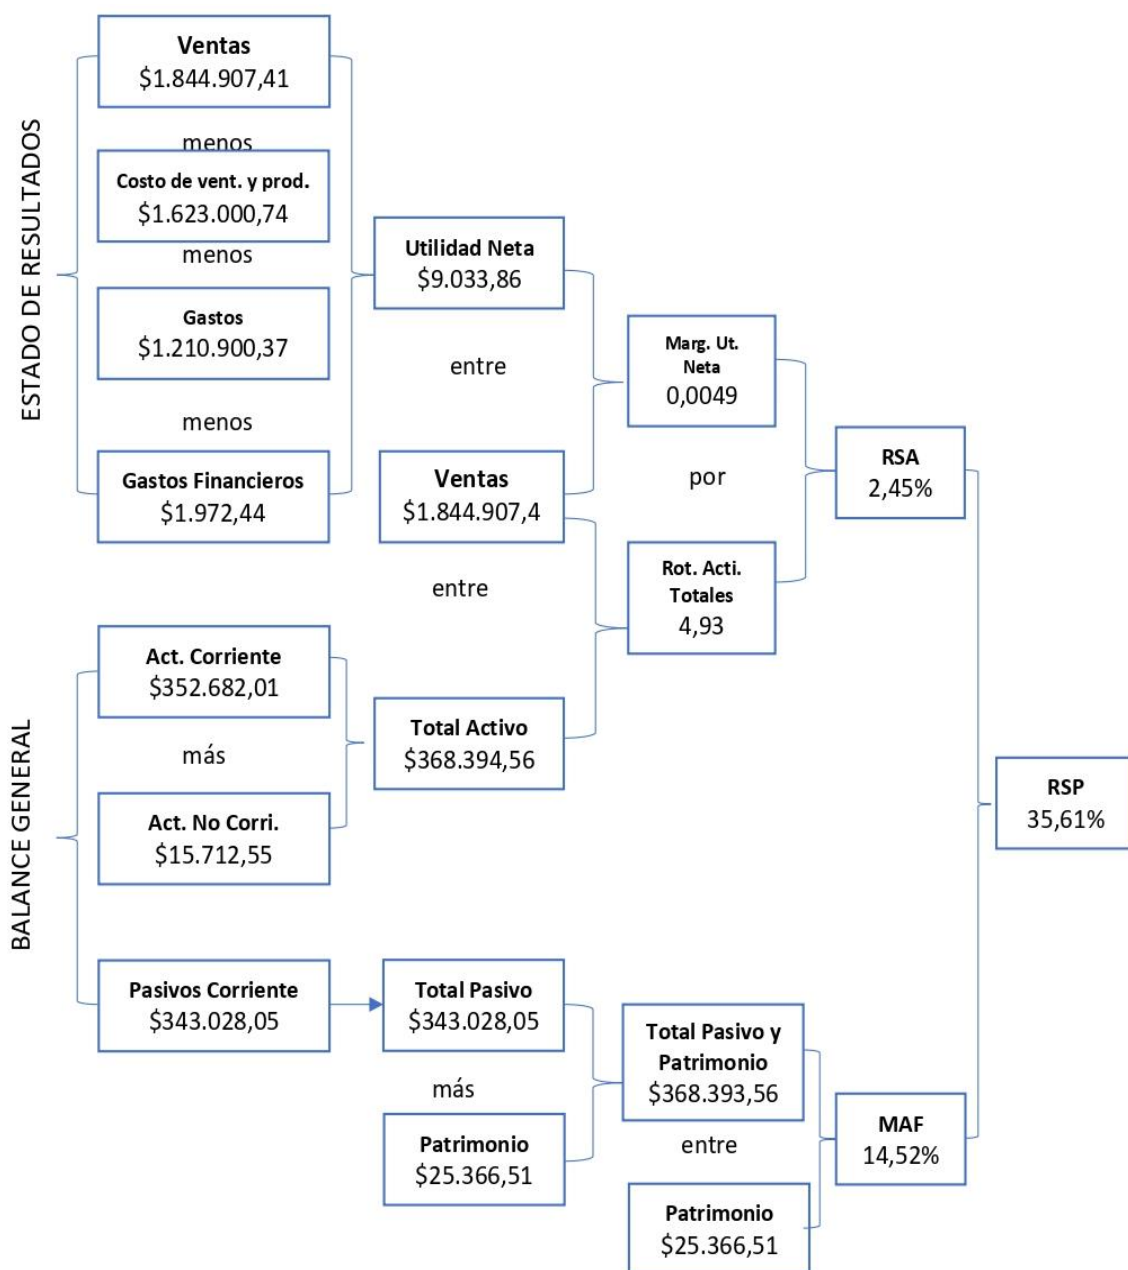 ESTADO DE RESULTADOS
Ventas
$1.844.907,41
menos
Costo de vent. y prod.
$1.623.000,74
menos
Gastos
$1.210.900,37
menos
Gastos Financieros
$1.972,44
Utilidad Neta
$9.033,86
entre
Ventas
$1.844.907,4
entre
Marg. Ut.
Neta
0,0049
por
Rot. Acti.
Totales
4,93
RSA
2,45%
BALANCE GENERAL
Act. Corriente
$352.682,01
más
Act. No Corri.
$15.712,55
Total Activo
$368.394,56
RSP
35,61%
Pasivos Corriente
$343.028,05
Total Pasivo
$343.028,05
más
Patrimonio
$25.366,51
Total Pasivo y
Patrimonio
$368.393,56
entre
Patrimonio
$25.366,51
MAF
14,52%